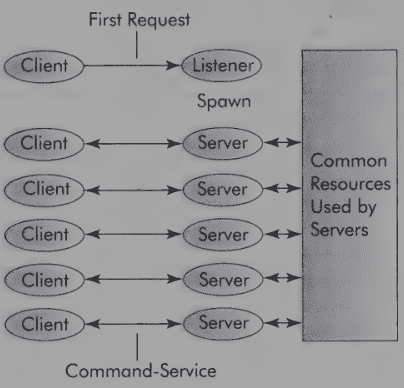 First Request
Client
Listener
Spawn
Client
Server
Client
Server
Client
Server
Client
Server
Client
Server
Common
Resources
Used by
Servers
Command-Service